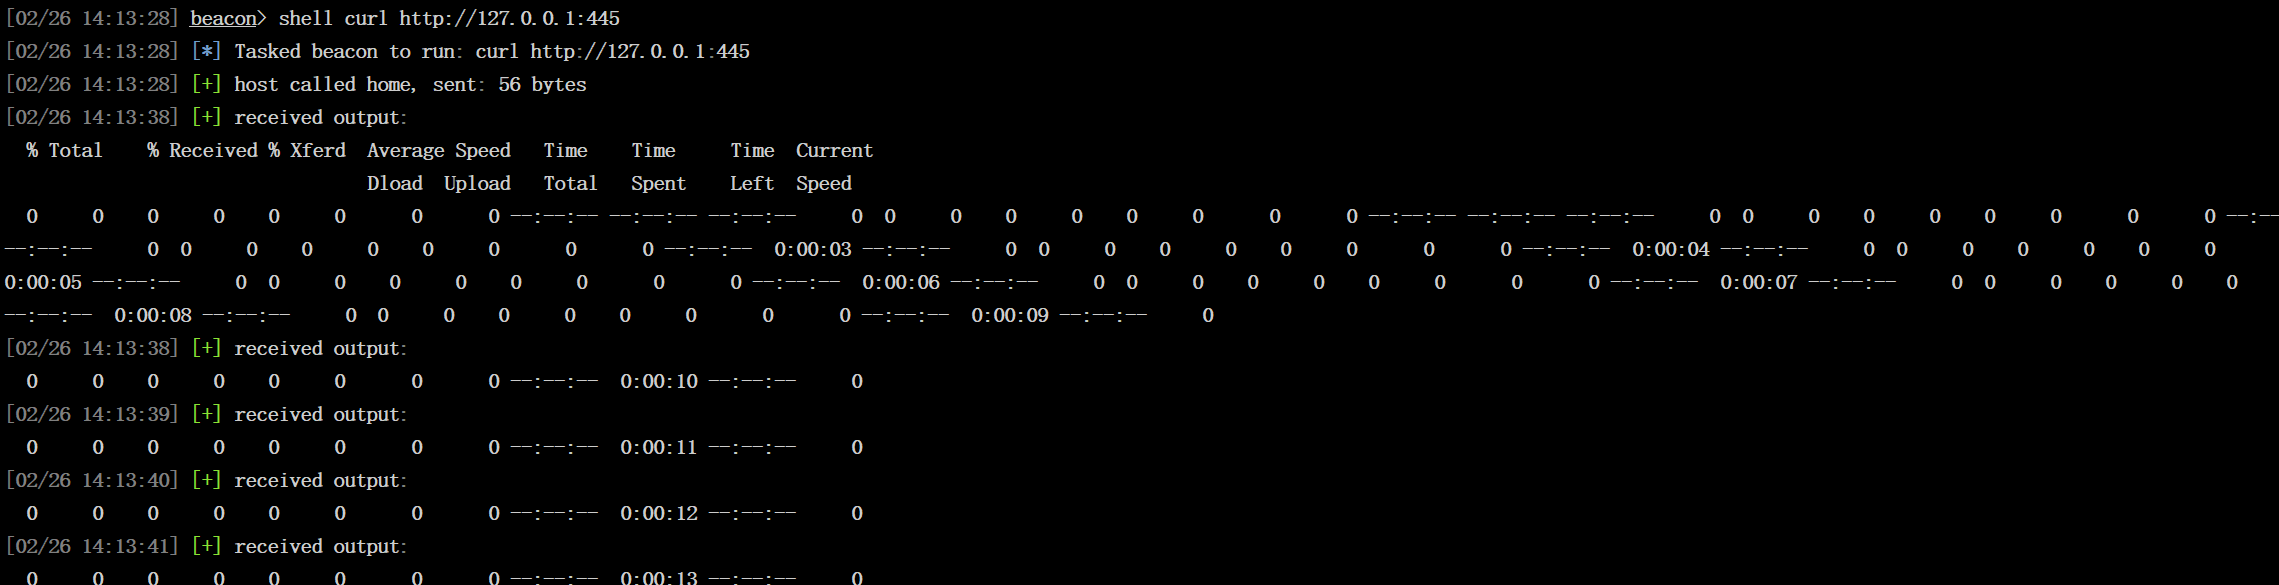 [02/26 14:13:28] beacon> shell curl http://127.0.0.1:445
[02/26 14:13:28] [*] Tasked beacon to run: curl http://127.0.0.1:445
[02/26 14:13:28] [+] host called home, sent: 56 bytes
[02/26 14:13:38] [+] received output:
% Total % Received % Xferd Average Speed Time Time Time Current
Dload Upload Total Spent Left Speed
0 0 0 0 0 0 0 0 --:--:-- --:--:-- --:--:-- 0 0 0 0 0 0 0 0 0 --:--:-- --:--:-- --:--:-- 0 0 0 0 0 0 0 0 0 --:--
--:--:-- 0 0 0 0 0 0 0 0 0 --:--:-- 0:00:03 --:--:-- 0 0 0 0 0 0 0 0 0 --:--:-- 0:00:04 --:--:-- 0 0 0 0 0 0 0
0:00:05 --:--:-- 0 0 0 0 0 0 0 0 0 --:--:-- 0:00:06 --:--:-- 0 0 0 0 0 0 0 0 0 --:--:-- 0:00:07 --:--:-- 0 0 0 0 0 0
--:--:-- 0:00:08 --:--:-- 0 0 0 0 0 0 0 0 0 --:--:-- 0:00:09 --:--:-- 0
[02/26 14:13:38] [+] received output:
0 0 0 0 0 0 0 0 --:--:-- 0:00:10 --:--:-- 0
[02/26 14:13:39] [+] received output:
0 0 0 0 0 0 0 0 --:--:-- 0:00:11 --:--:-- 0
[02/26 14:13:40] [+] received output:
0 0 0 0 0 0 0 0 --:--:-- 0:00:12 --:--:-- 0
[02/26 14:13:41] [+] received output:
0 0 0 0 0 0 0 0 --:--:-- 0:00:13 --:--:-- 0